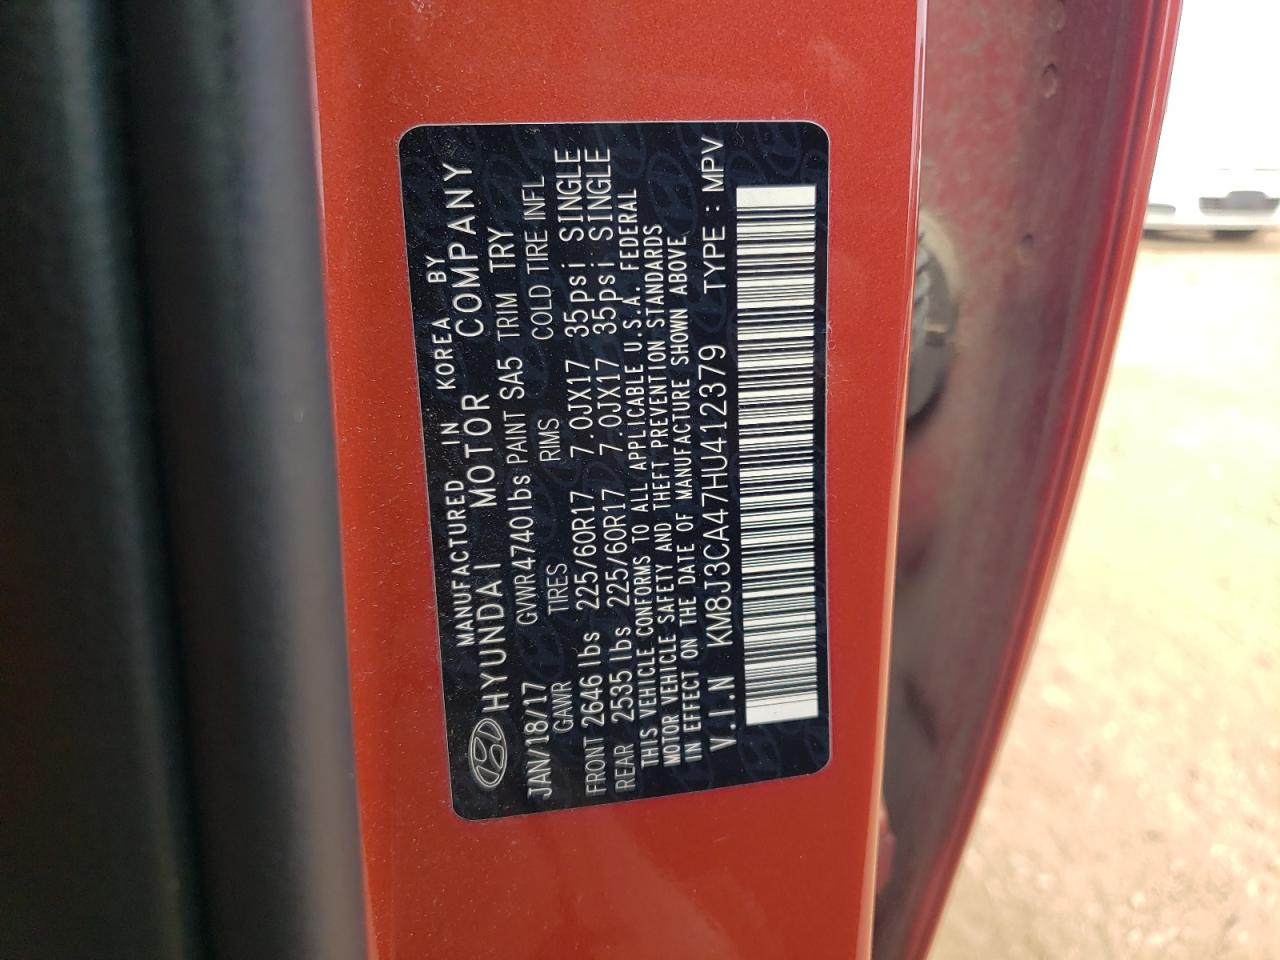 MANUFACTURED IN KOREA BY
HYUNDAI MOTOR COMPANY
JAN/18/17 GVWR4740lbs PAINT SA5 TRIM TRY
GAWR TIRES RIMS COLD TIRE INFL
FRONT 2646lbs 225/60R17 7.0JX17 35psi SINGLE
REAR 2535lbs 225/60R17 7.0JX17 35psi SINGLE
THIS VEHICLE CONFORMS TO ALL APPLICABLE U.S.A. FEDERAL
MOTOR VEHICLE SAFETY AND THEFT PREVENTION STANDARDS
IN EFFECT ON THE DATE OF MANUFACTURE SHOWN ABOVE
V.I.N KM8J3CA47HU412379 TYPE : MPV